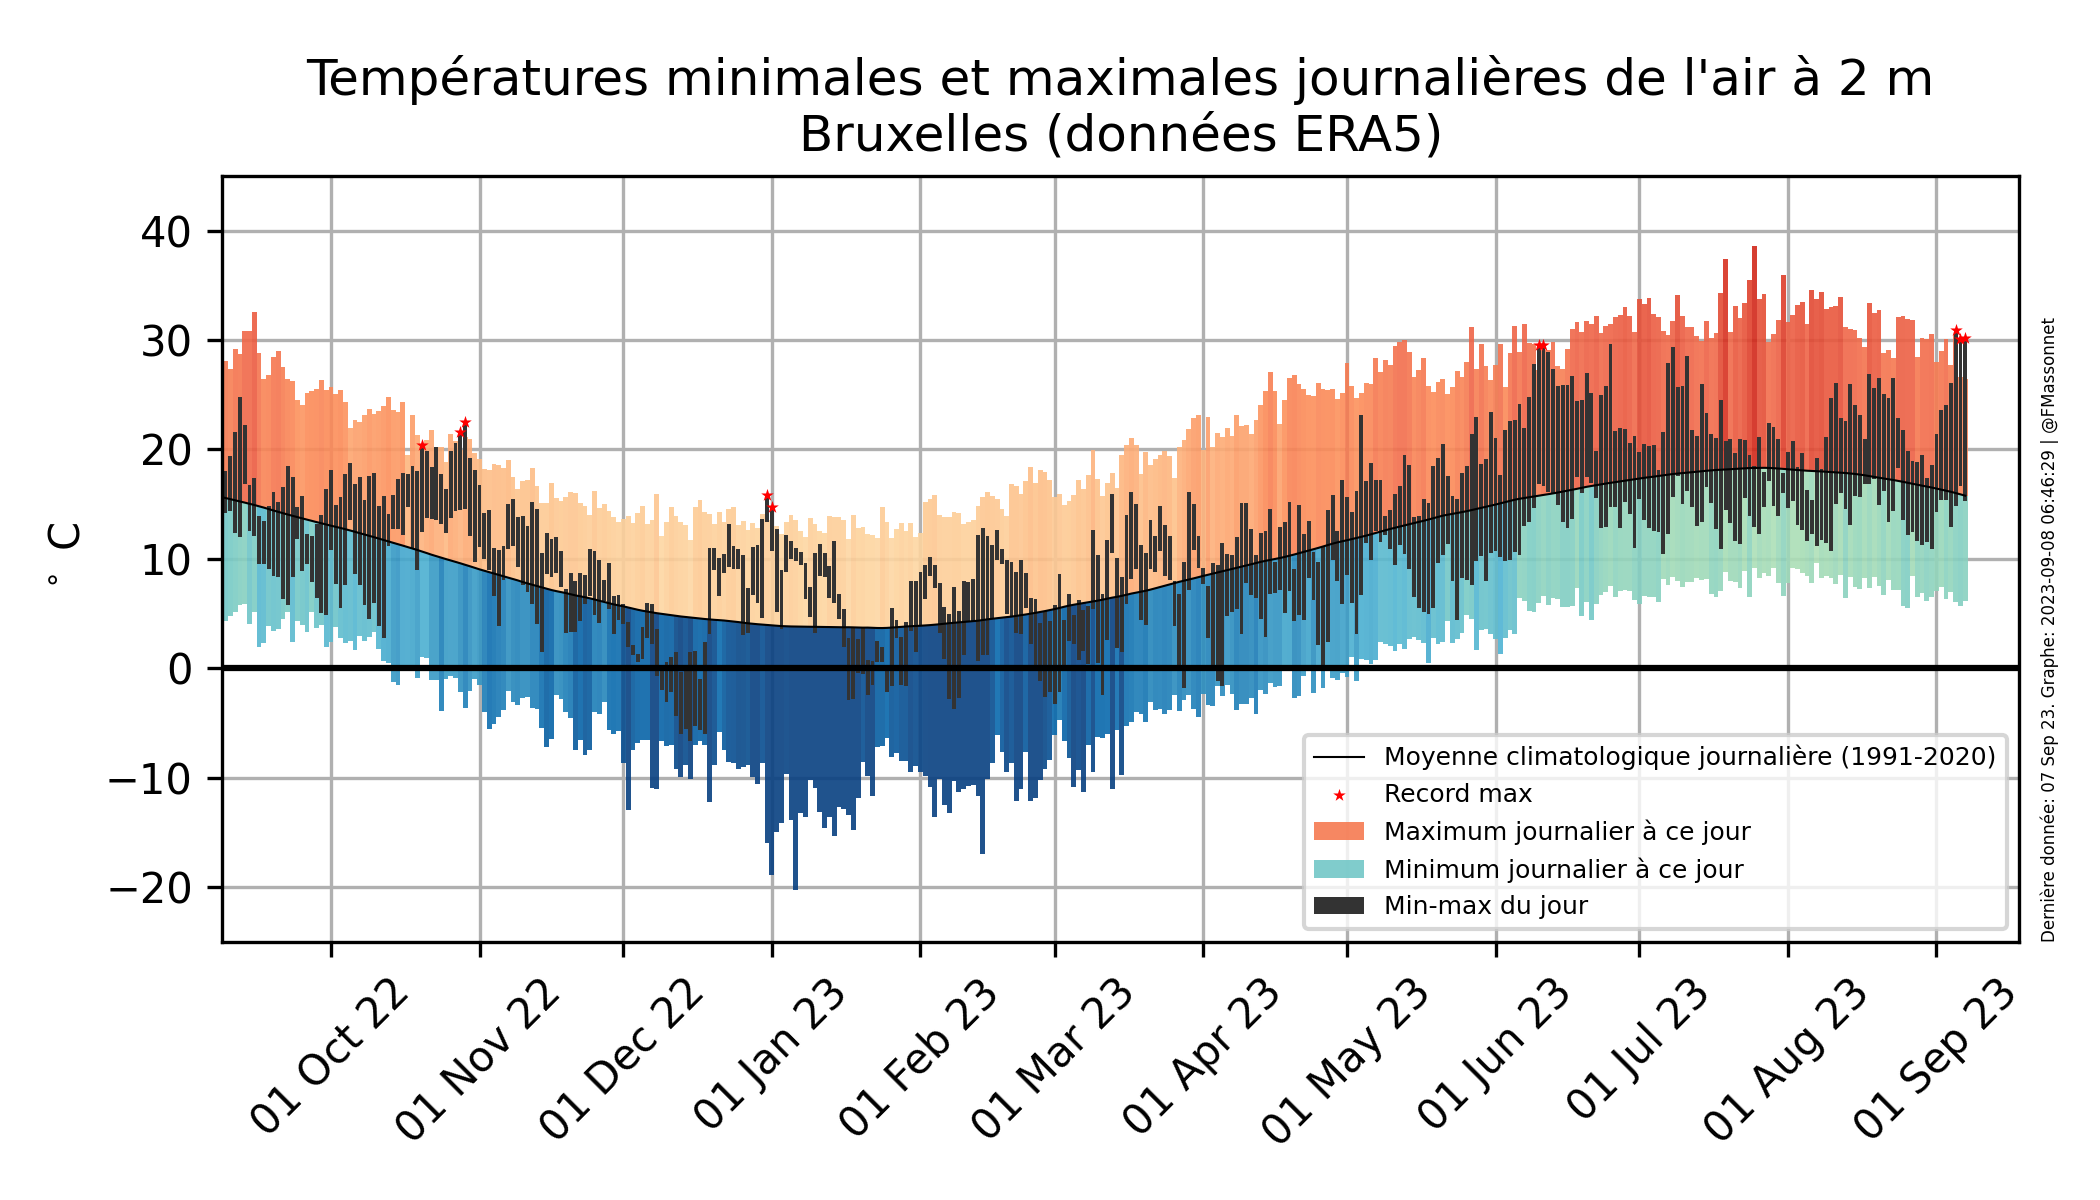 Températures minimales et maximales journalières de l'air à 2 m
Bruxelles (données ERA5)
° C
40
30
20
10
0
−10
−20
01 Oct 22
01 Nov 22
01 Dec 22
01 Jan 23
01 Feb 23
01 Mar 23
01 Apr 23
01 May 23
01 Jun 23
01 Jul 23
01 Aug 23
01 Sep 23
Moyenne climatologique journalière (1991-2020)
Record max
Maximum journalier à ce jour
Minimum journalier à ce jour
Min-max du jour
Dernière donnée: 07 Sep 23. Graphe: 2023-09-08 06:46:29 | @FMassonnet